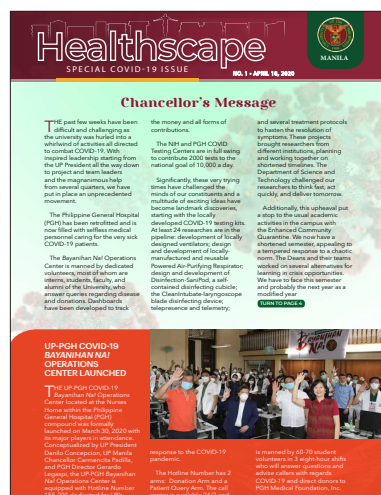 Healthscape
SPECIAL COVID-19 ISSUE
MANILA
NO. 1 • APRIL 16, 2020
Chancellor's Message
THE past few weeks have been
difficult and challenging as
the university was hurled into a
whirlwind of activities all directed
to combat COVID-19. With
inspired leadership starting from
the UP President all the way down
to project and team leaders
and the magnanimous help
from several quarters, we have
put in place an unprecedented
movement.
The Philippine General Hospital
(PGH) has been retrofitted and is
now filled with selfless medical
personnel caring for the very sick
COVID-19 patients.
The Bayanihan Na! Operations
Center is manned by dedicated
volunteers, most of whom are
interns, students, faculty, and
alumni of the University, who
answer queries regarding disease
and donations. Dashboards
have been developed to track
the money and all forms of
contributions.
The NIH and PGH COVID
Testing Centers are in full swing
to contribute 2000 tests to the
national goal of 10,000 a day.
Significantly, these very trying
times have challenged the
minds of our constituents and a
multitude of exciting ideas have
become landmark discoveries,
starting with the locally
developed COVID-19 testing kits.
At least 24 researches are in the
pipeline: development of locally
designed ventilators; design
and development of locally-
manufactured and reusable
Powered Air-Purifying Respirator;
design and development of
Disinfection-SaniPod, a self-
contained disinfecting cubicle;
the CleanIntubate-laryngoscope
blade disinfecting device;
telepresence and telemetry;
and several treatment protocols
to hasten the resolution of
symptoms. These projects
brought researchers from
different institutions, planning
and working together on
shortened timelines. The
Department of Science and
Technology challenged our
researchers to think fast, act
quickly, and deliver tomorrow.
Additionally, this upheaval put
a stop to the usual academic
activities in the campus with
the Enhanced Community
Quarantine. We now have a
shortened semester, appealing to
a tempered response to a chaotic
norm. The Deans and their teams
worked on several alternatives for
learning in crisis opportunities.
We have to face this semester
and probably the next year as a
modified year
TURN TO PAGE 4
UP-PGH COVID-19
BAYANIHAN NA!
OPERATIONS
CENTER LAUNCHED
THE UP-PGH COVID-19
Bayanihan Na! Operations
Center located at the Nurses
Home within the Philippine
General Hospital (PGH)
compound was formally
launched on March 30, 2020 with
its major players in attendance.
Conceptualized by UP President
Danilo Concepcion, UP Manila
Chancellor Carmencita Padilla,
and PGH Director Gerardo
Legaspi, the UP-PGH Bayanihan
Na! Operations Center is
equipped with Hotline Number
BAYANIHAN
response to the COVID-19
pandemic.
The Hotline Number has 2
arms: Donation Arm and a
Patient Query Arm. The call
is manned by 60-70 student
volunteers in 3 eight-hour shifts
who will answer questions and
advise callers with regards
COVID-19 and direct donors to
PGH Medical Foundation, Inc.